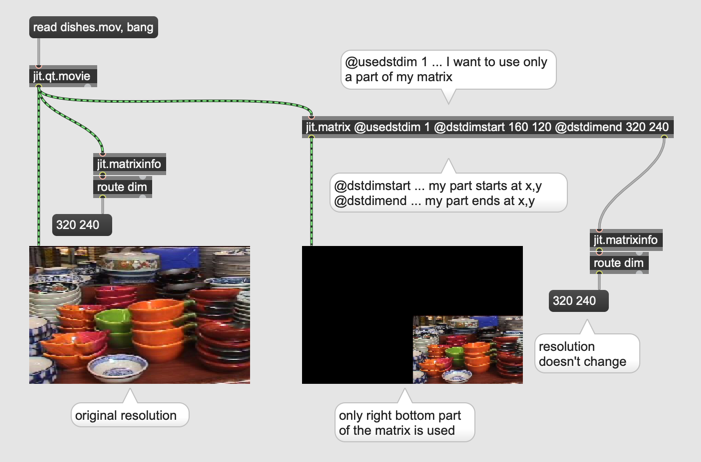 read dishes.mov, bang
jit.qt.movie
@usedstdim 1 ... I want to use only
a part of my matrix
jit.matrix @usedstdim 1 @dstdimstart 160 120 @dstdimend 320 240
jit.matrixinfo
route dim
320 240
@dstdimstart ... my part starts at x,y
@dstdimend ... my part ends at x,y
jit.matrixinfo
route dim
320 240
resolution
doesn't change
original resolution
only right bottom part
of the matrix is used